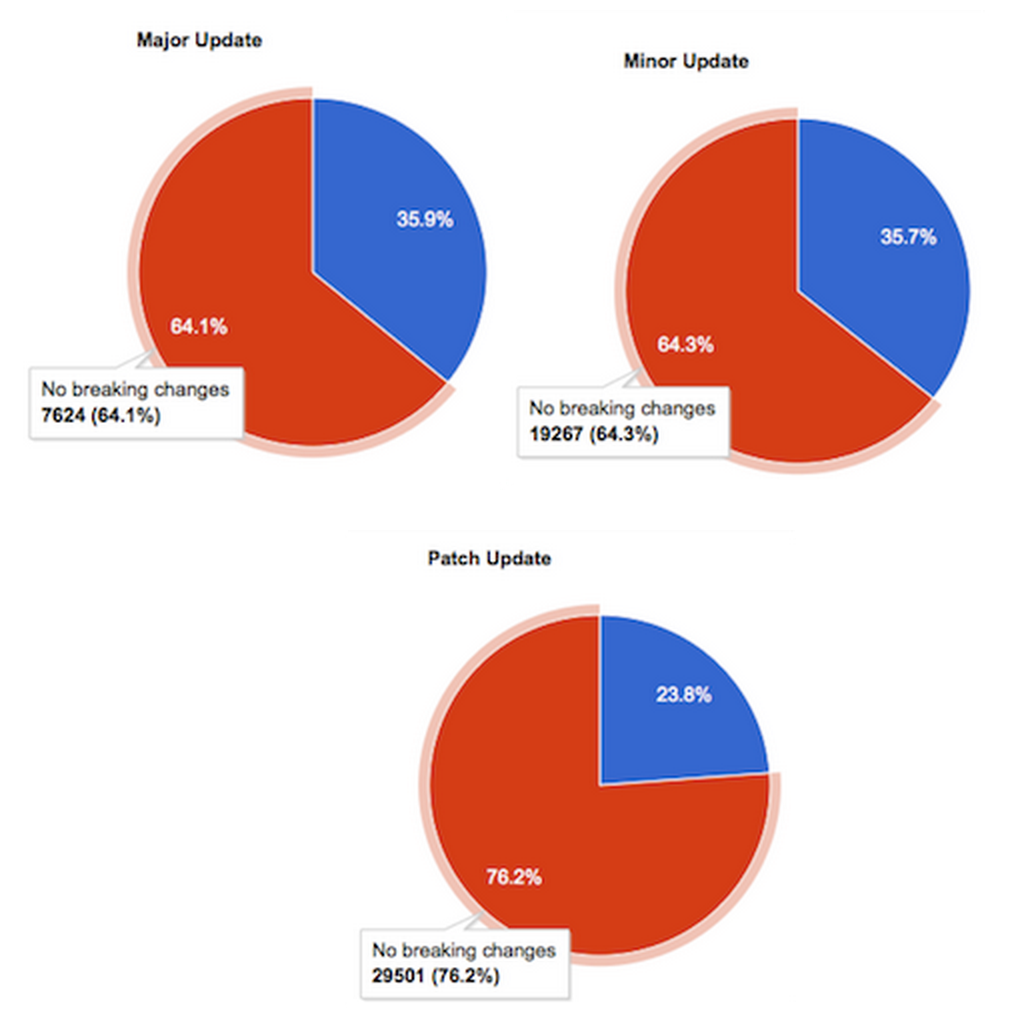 Major Update
35.9%
64.1%
No breaking changes
7624 (64.1%)
Minor Update
35.7%
64.3%
No breaking changes
19267 (64.3%)
Patch Update
23.8%
76.2%
No breaking changes
29501 (76.2%)